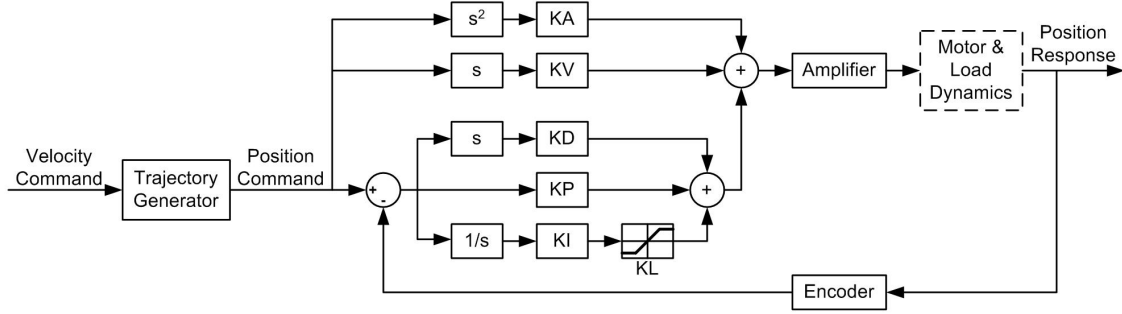 s²
KA
s
KV
+
Amplifier
Motor &
Load
Dynamics
Position
Response
Velocity
Command
Trajectory
Generator
Position
Command
+
-
s
KD
KP
+
1/s
KI
KL
Encoder